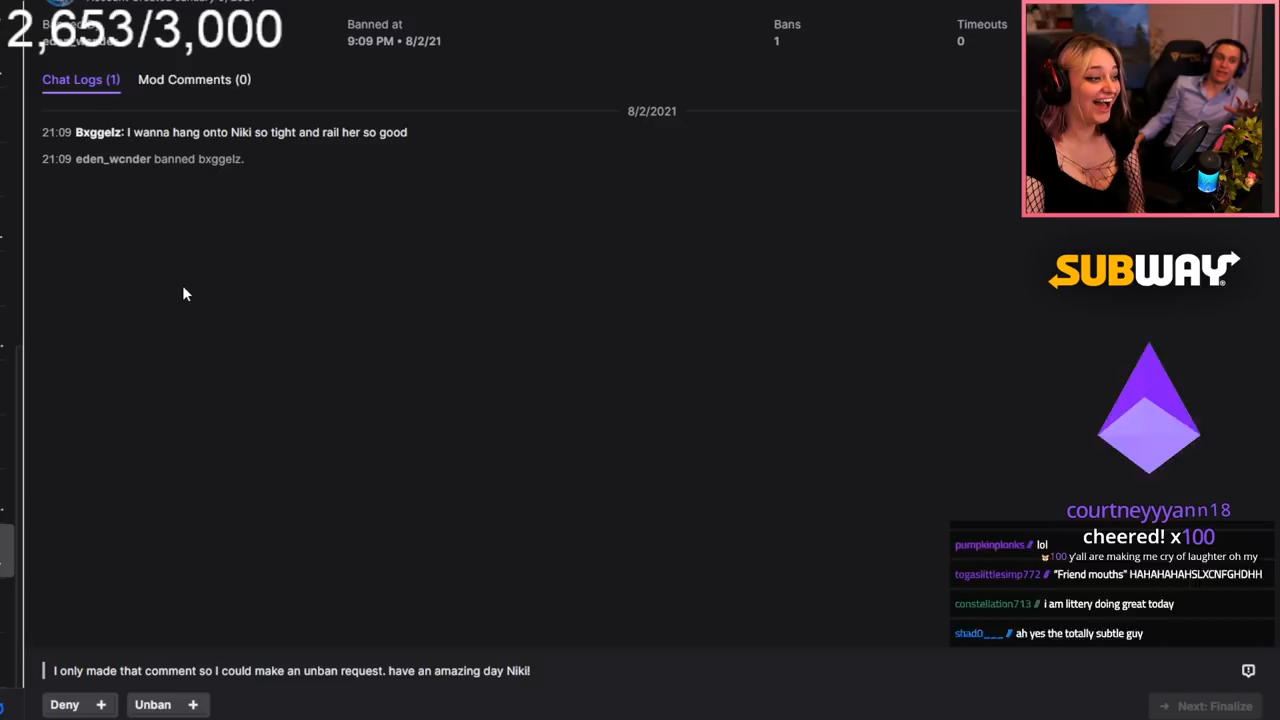 2,653/3,000
Banned at
Bans
Timeouts
9:09 PM • 8/2/21
1
0
Chat Logs (1)
Mod Comments (0)
8/2/2021
21:09 Bxggelz: I wanna hang onto Niki so tight and rail her so good
21:09 eden_wcnder banned bxggelz.
SUBWAY
courtneyyyann18
cheered! x100
100 y'all are making me cry of laughter oh my
pumpkinplonks // lol
togaslittlesimp772 // "Friend mouths" HAHAHAHAHSLXCNFGHDHH
constellation713 // i am littery doing great today
shad0___ // ah yes the totally subtle guy
I only made that comment so I could make an unban request. have an amazing day Niki!
Deny +
Unban +
Next: Finalize